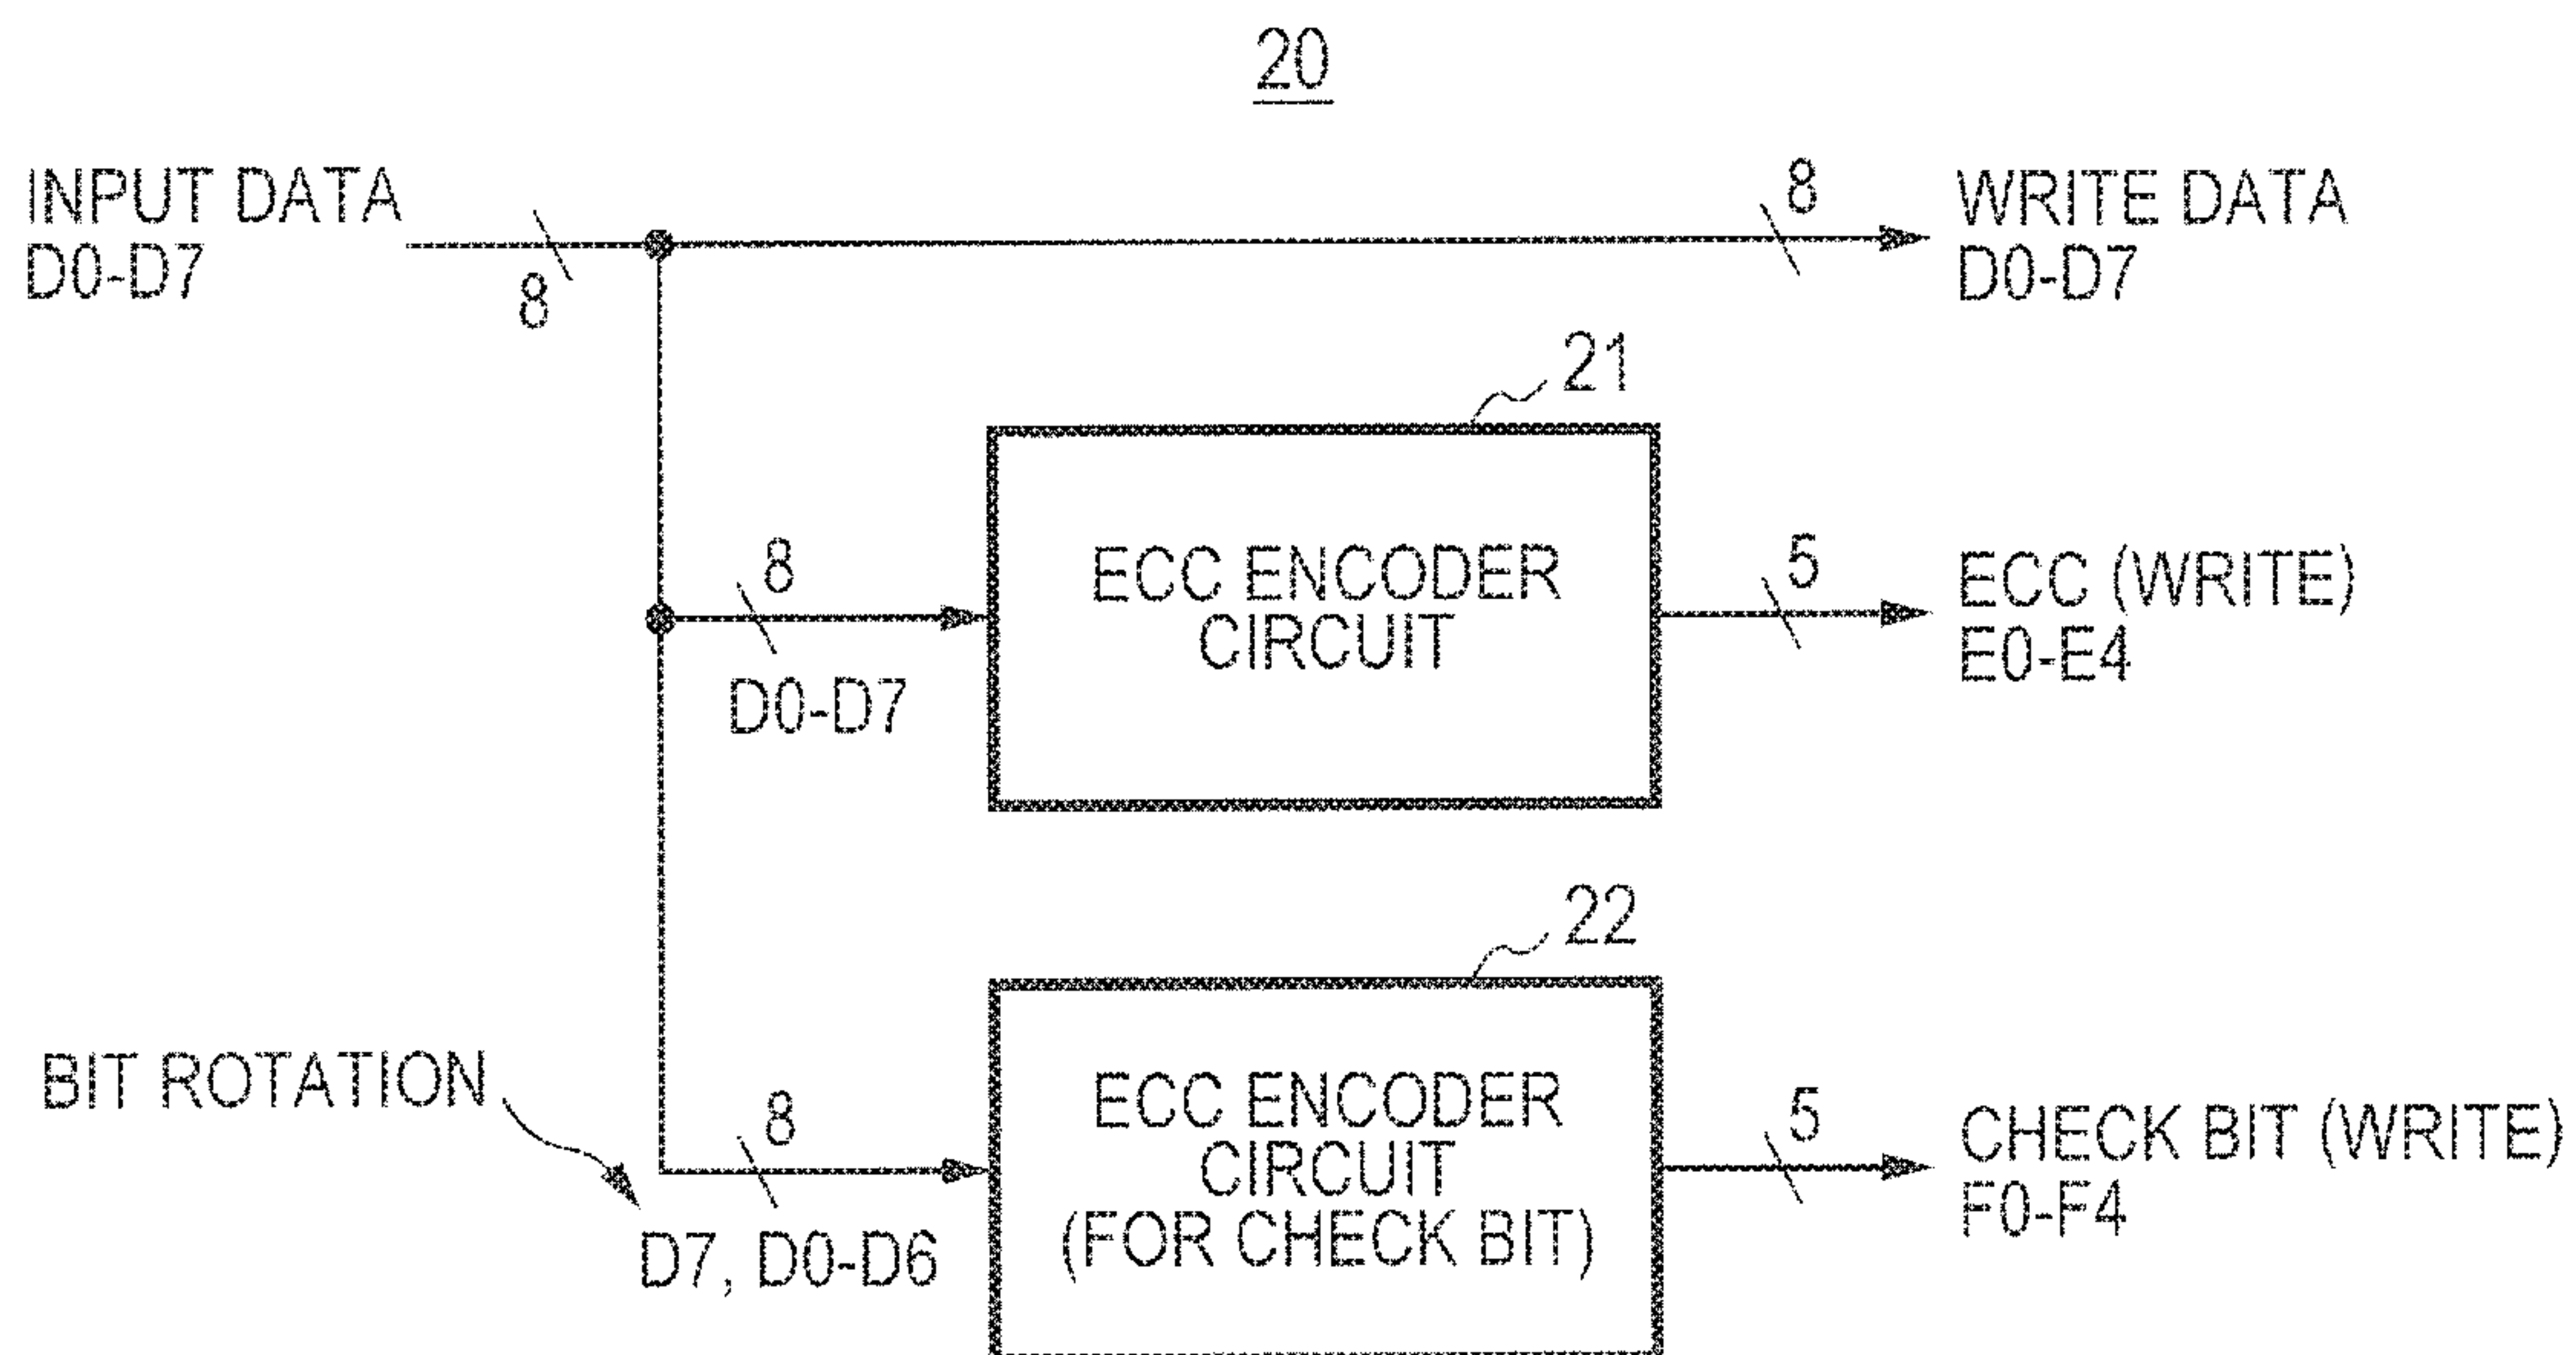 20
INPUT DATA
D0-D7
8
8
WRITE DATA
D0-D7
21
8
D0-D7
ECC ENCODER
CIRCUIT
5
ECC (WRITE)
E0-E4
22
BIT ROTATION
8
D7, D0-D6
ECC ENCODER
CIRCUIT
(FOR CHECK BIT)
5
CHECK BIT (WRITE)
F0-F4